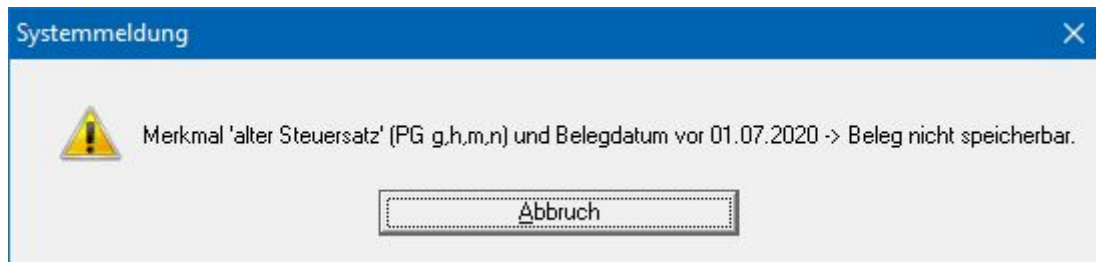 Systemmeldung
Merkmal 'alter Steuersatz' (PG g,h,m,n) und Belegdatum vor 01.07.2020 -> Beleg nicht speicherbar.
Abbruch